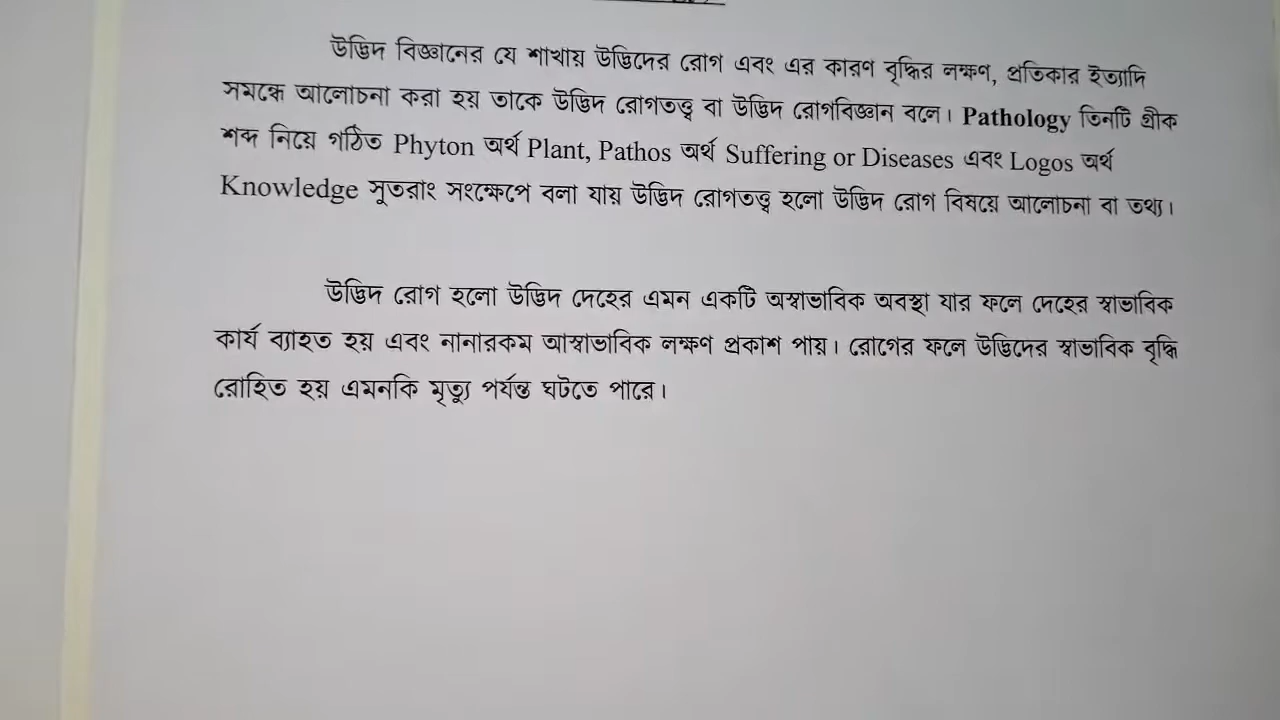 উদ্ভিদ বিজ্ঞানের যে শাখায় উদ্ভিদের রোগ এবং এর কারণ বৃদ্ধির লক্ষণ, প্রতিকার ইত্যাদি
সমন্ধে আলোচনা করা হয় তাকে উদ্ভিদ রোগতত্ত্ব বা উদ্ভিদ রোগবিজ্ঞান বলে। Pathology তিনটি গ্রীক
শব্দ নিয়ে গঠিত Phyton অর্থ Plant, Pathos অর্থ Suffering or Diseases এবং Logos অর্থ
Knowledge সুতরাং সংক্ষেপে বলা যায় উদ্ভিদ রোগতত্ত্ব হলো উদ্ভিদ রোগ বিষয়ে আলোচনা বা তথ্য।
উদ্ভিদ রোগ হলো উদ্ভিদ দেহের এমন একটি অস্বাভাবিক অবস্থা যার ফলে দেহের স্বাভাবিক
কার্য ব্যাহত হয় এবং নানারকম আস্বাভাবিক লক্ষণ প্রকাশ পায়। রোগের ফলে উদ্ভিদের স্বাভাবিক বৃদ্ধি
রোহিত হয় এমনকি মৃত্যু পর্যন্ত ঘটতে পারে।